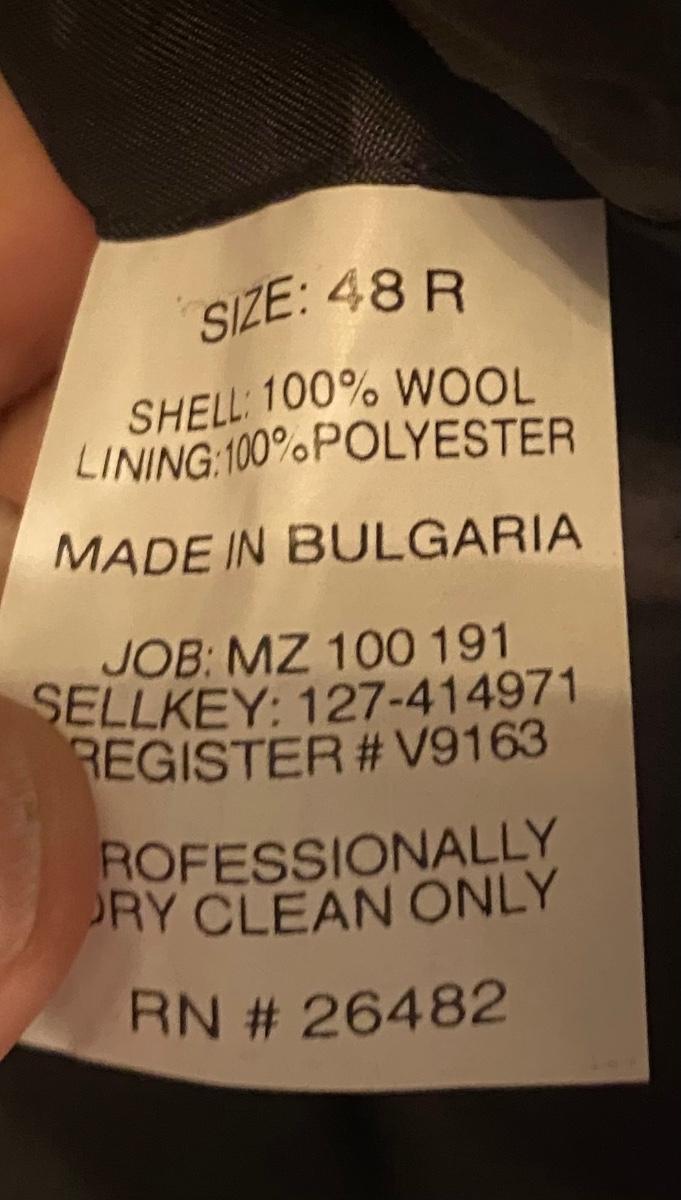 SIZE: 48 R
SHELL: 100% WOOL
LINING:100%POLYESTER
MADE IN BULGARIA
JOB: MZ 100 191
SELLKEY: 127-414971
REGISTER # V9163
ROFESSIONALLY
DRY CLEAN ONLY
RN # 26482